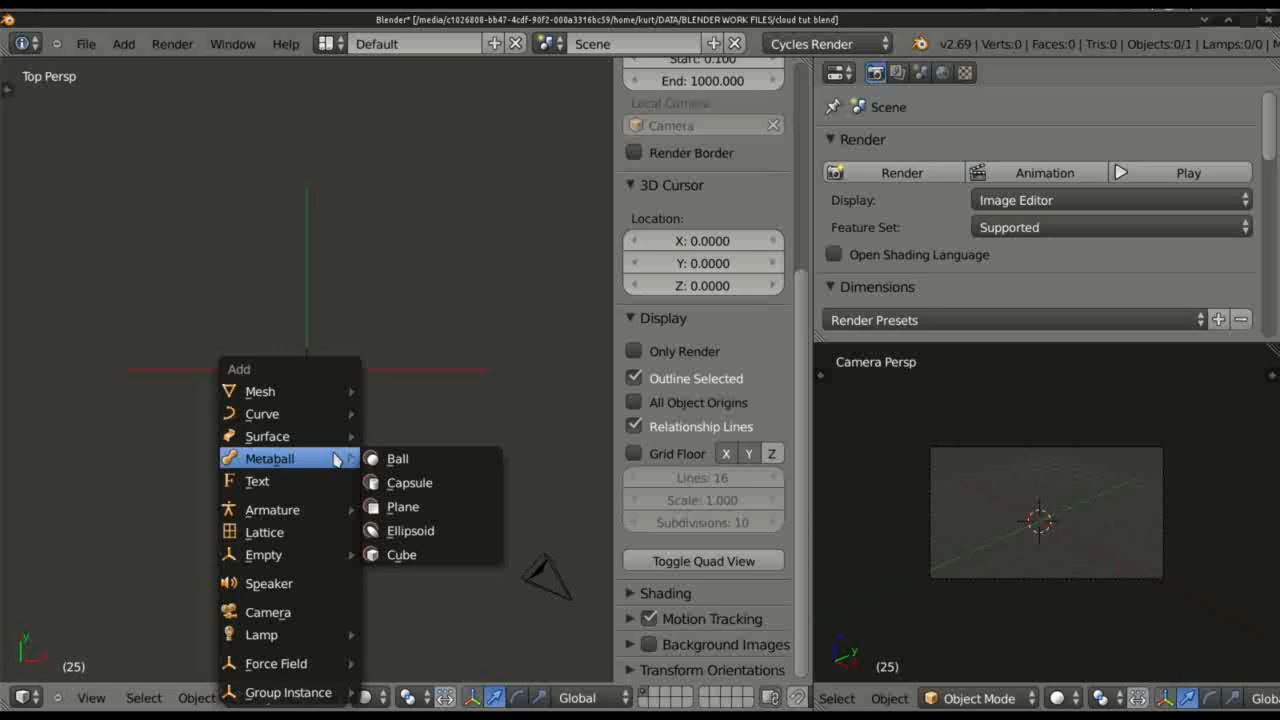 Blender* [/media/c1026808-bb47-4cdf-90f2-000a3316bc59/home/kurt/DATA/BLENDER WORK FILES/cloud tut blend]
File Add Render Window Help Default Scene Cycles Render v2.69 | Verts:0 | Faces:0 | Tris:0 | Objects:0/1 | Lamps:0/0 |
Top Persp
Start: 0.100
End: 1000.000
Local Camera:
Camera
Render Border
3D Cursor
Location:
X: 0.0000
Y: 0.0000
Z: 0.0000
Display
Only Render
Outline Selected
All Object Origins
Relationship Lines
Grid Floor X Y Z
Lines: 16
Scale: 1.000
Subdivisions: 10
Toggle Quad View
Shading
Motion Tracking
Background Images
Transform Orientations
Add
Mesh
Curve
Surface
Metaball
Text
Armature
Lattice
Empty
Speaker
Camera
Lamp
Force Field
Group Instance
Ball
Capsule
Plane
Ellipsoid
Cube
y
(25)
View Select Global
Scene
Render
Render Animation Play
Display: Image Editor
Feature Set: Supported
Open Shading Language
Dimensions
Render Presets
Camera Persp
y
(25)
Select Object Object Mode